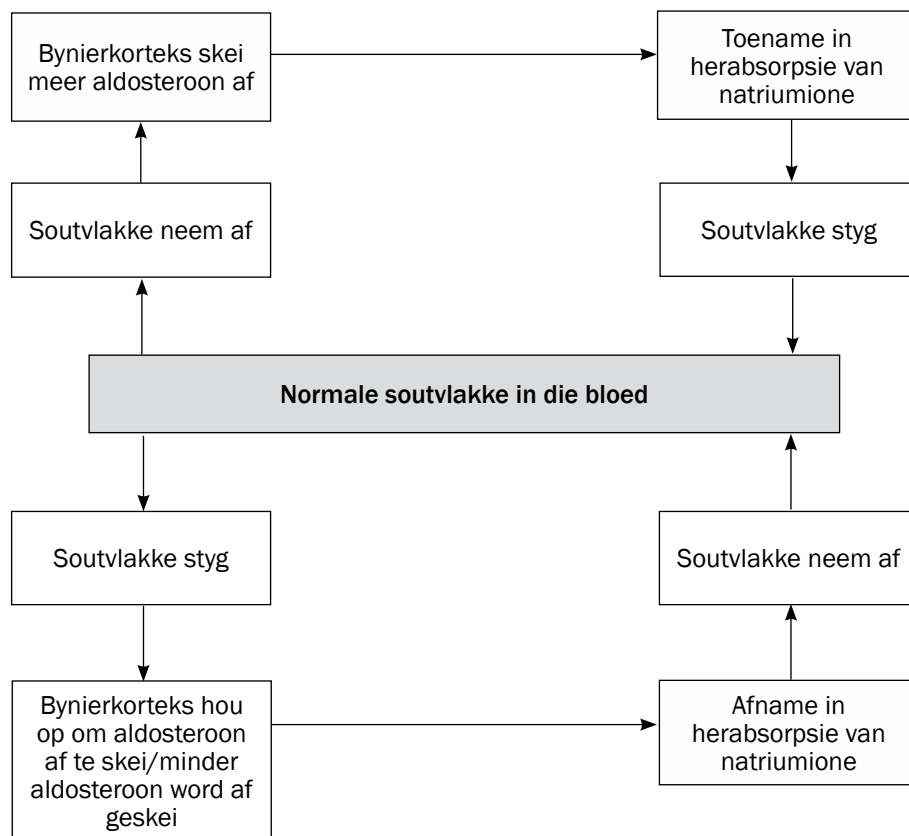 Bynierkorteks skei
meer aldosteroon af
Toename in
herabsorpsie van
natriumione
Soutvlakke neem af
Soutvlakke styg
Normale soutvlakke in die bloed
Soutvlakke styg
Soutvlakke neem af
Bynierkorteks hou
op om aldosteroon
af te skei/minder
aldosteroon word af
geskei
Afname in
herabsorpsie van
natriumione